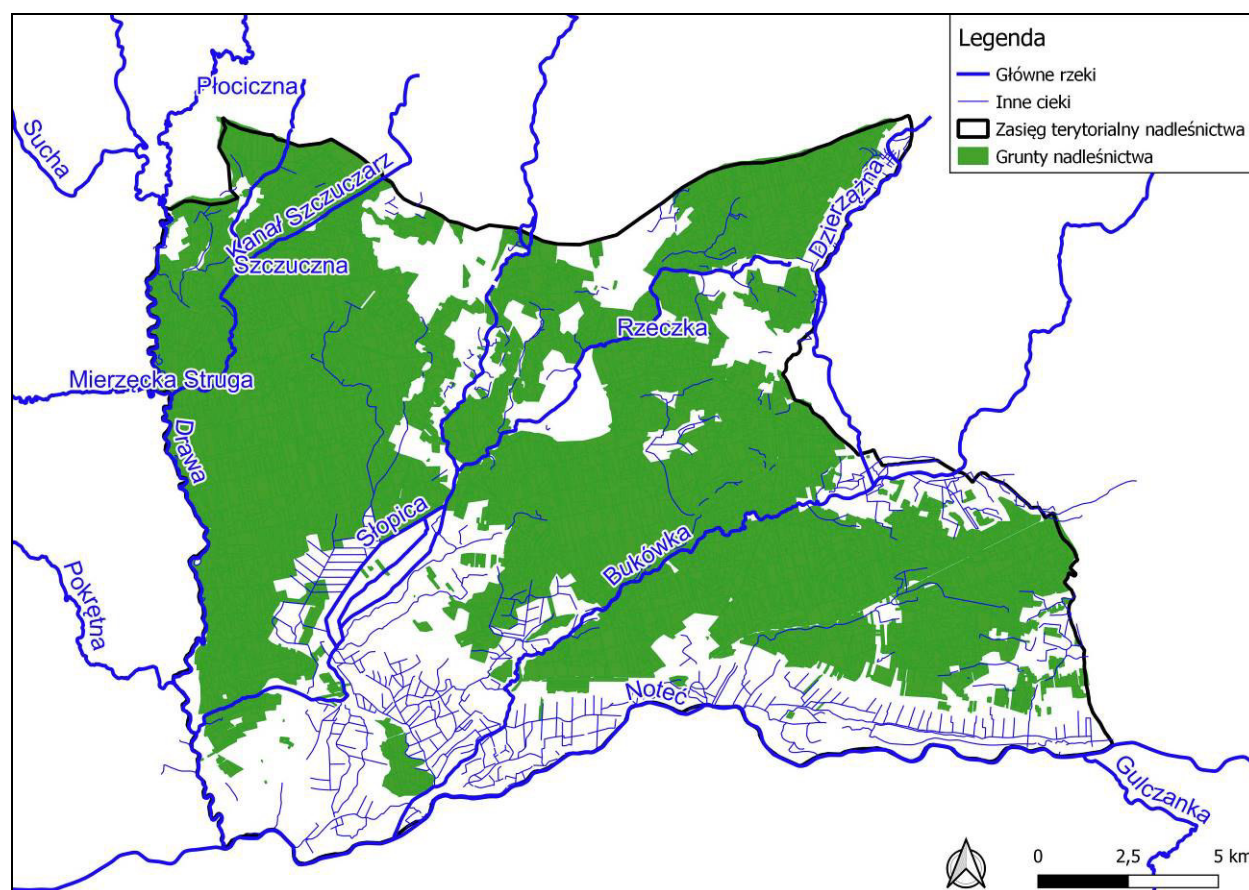 Legenda
Główne rzeki
Inne cieki
Zasięg terytorialny nadleśnictwa
Grunty nadleśnictwa
Płociczna
Sucha
Kanał Szczuczarz
Szczuczna
Dzierżązna
Rzeczka
Mierzęcka Struga
Drawa
Słopica
Bukówka
Pokrętna
Noteć
Gulczanka
0 2,5 5 km